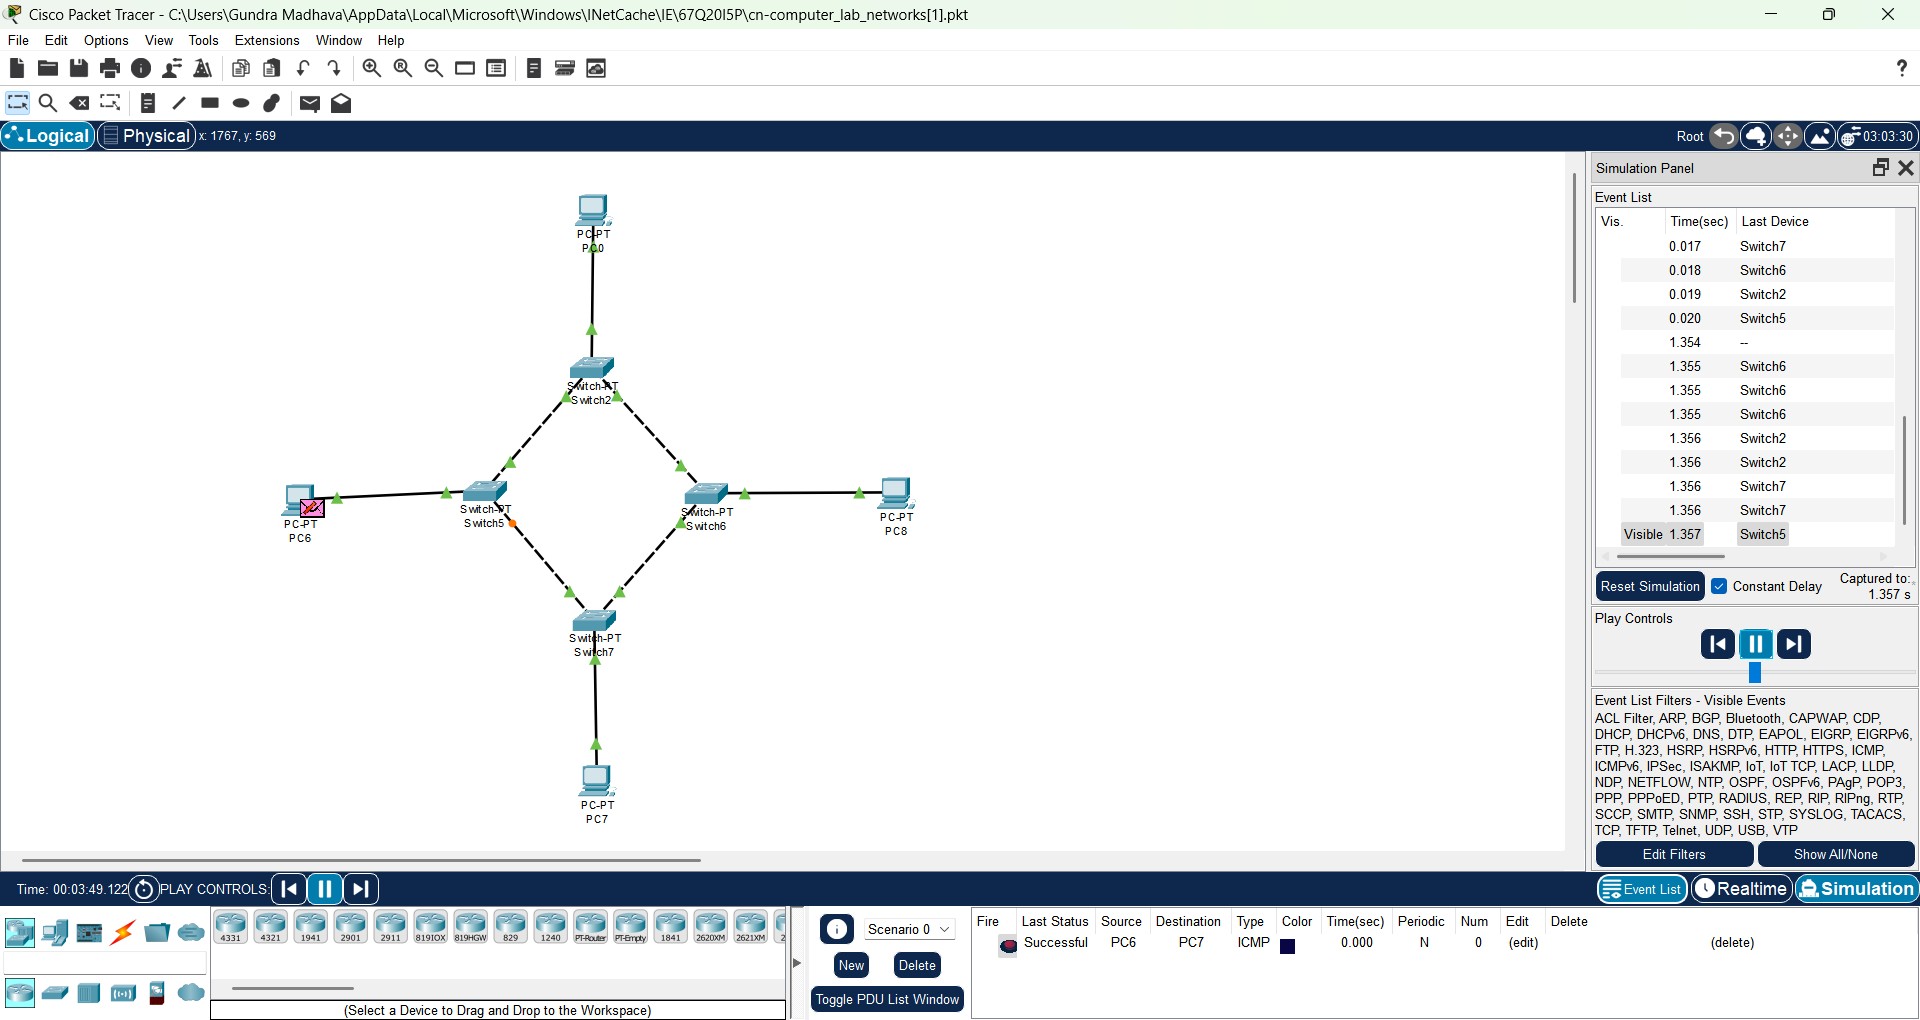 Cisco Packet Tracer - C:\Users\Gundra Madhava\AppData\Local\Microsoft\Windows\INetCache\IE\67Q20I5P\cn-computer_lab_networks[1].pkt
File Edit Options View Tools Extensions Window Help
?
Logical Physical x: 1767, y: 569 Root 03:03:30
PC-PT
PC0
Switch-PT
Switch2
PC-PT
PC6
Switch-PT
Switch5
Switch-PT
Switch6
PC-PT
PC8
Switch-PT
Switch7
PC-PT
PC7
Simulation Panel
Event List
Vis. Time(sec) Last Device
0.017 Switch7
0.018 Switch6
0.019 Switch2
0.020 Switch5
1.354 --
1.355 Switch6
1.355 Switch6
1.355 Switch6
1.356 Switch2
1.356 Switch2
1.356 Switch7
1.356 Switch7
Visible 1.357 Switch5
Reset Simulation Constant Delay Captured to:
1.357 s
Play Controls
Event List Filters - Visible Events
ACL Filter, ARP, BGP, Bluetooth, CAPWAP, CDP,
DHCP, DHCPv6, DNS, DTP, EAPOL, EIGRP, EIGRPv6,
FTP, H.323, HSRP, HSRPv6, HTTP, HTTPS, ICMP,
ICMPv6, IPSec, ISAKMP, IoT, IoT TCP, LACP, LLDP,
NDP, NETFLOW, NTP, OSPF, OSPFv6, PAgP, POP3,
PPP, PPPoED, PTP, RADIUS, REP, RIP, RIPng, RTP,
SCCP, SMTP, SNMP, SSH, STP, SYSLOG, TACACS,
TCP, TFTP, Telnet, UDP, USB, VTP
Edit Filters Show All/None
Time: 00:03:49.122 PLAY CONTROLS: Event List Realtime Simulation
4331 4321 1941 2901 2911 819IOX 819HGW 829 1240 PT-Router PT-Empty 1841 2620XM 2621XM 2
(Select a Device to Drag and Drop to the Workspace)
Scenario 0
New Delete
Toggle PDU List Window
Fire Last Status Source Destination Type Color Time(sec) Periodic Num Edit Delete
Successful PC6 PC7 ICMP 0.000 N 0 (edit) (delete)